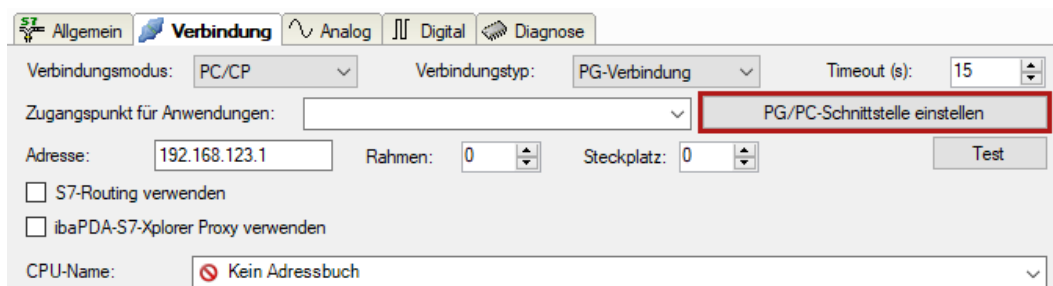 S7 Allgemein Verbindung Analog Digital Diagnose
Verbindungsmodus: PC/CP Verbindungstyp: PG-Verbindung Timeout (s): 15
Zugangspunkt für Anwendungen: PG/PC-Schnittstelle einstellen
Adresse: 192.168.123.1 Rahmen: 0 Steckplatz: 0 Test
S7-Routing verwenden
ibaPDA-S7-Xplorer Proxy verwenden
CPU-Name: Kein Adressbuch